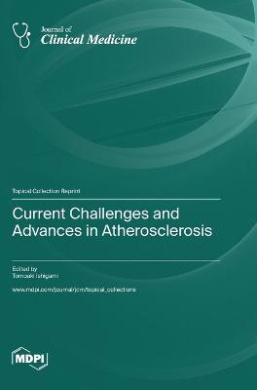 Journal of
Clinical Medicine
Topical Collection Reprint
Current Challenges and
Advances in Atherosclerosis
Edited by
Tomoaki Ishigami
www.mdpi.com/journal/jcm/topical_collections
MDPI